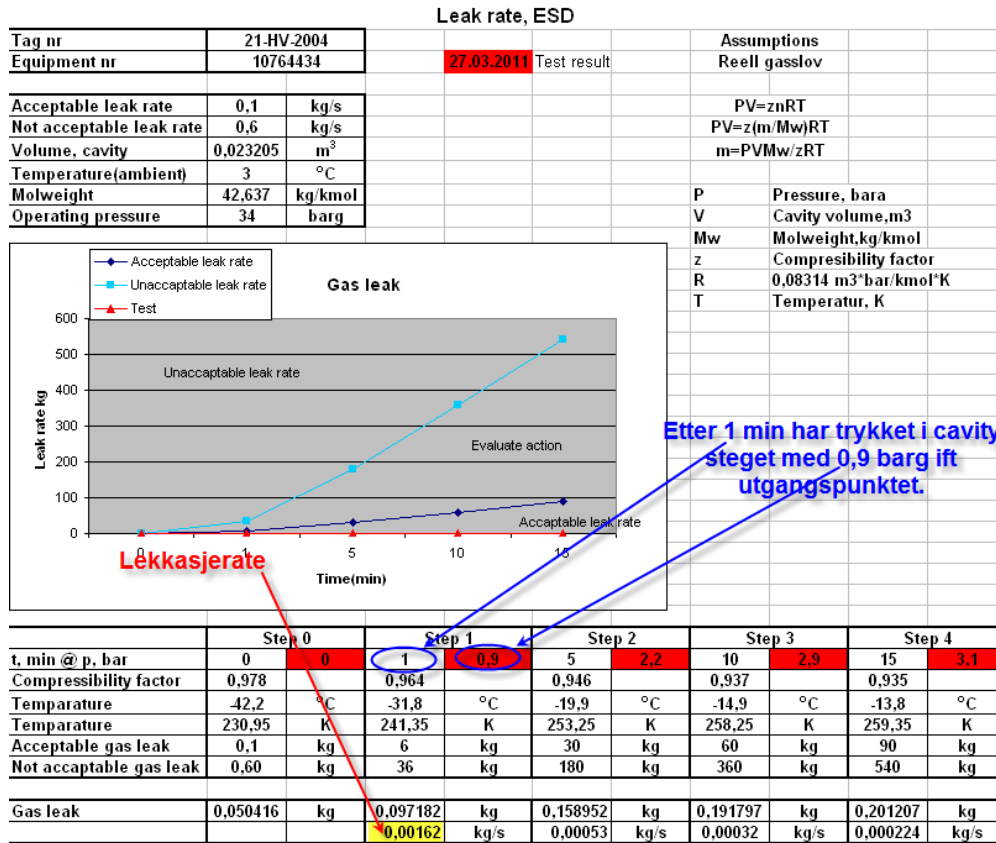 Leak rate, ESD
Tag nr 21-HV-2004 Assumptions
Equipment nr 10764434 27.03.2011 Test result Reell gasslov
Acceptable leak rate 0,1 kg/s PV=znRT
Not acceptable leak rate 0,6 kg/s PV=z(m/Mw)RT
Volume, cavity 0,023205 m³ m=PVMw/zRT
Temperature(ambient) 3 °C
Molweight 42,637 kg/kmol P Pressure, bara
Operating pressure 34 barg V Cavity volume,m3
Mw Molweight,kg/kmol
z Compresibility factor
R 0,08314 m3*bar/kmol*K
T Temperatur, K
Acceptable leak rate
Unaccaptable leak rate
Test
Gas leak
Leak rate kg
600
500
400
300
200
100
0
Unaccaptable leak rate
Evaluate action
Accaptable leak rate
0 1 5 10 15
Time(min)
Etter 1 min har trykket i cavity
steget med 0,9 barg ift
utgangspunktet.
Lekkasjerate
Step 0 Step 1 Step 2 Step 3 Step 4
t, min @ p, bar 0 0 1 0,9 5 2,2 10 2,9 15 3,1
Compressibility factor 0,978 0,964 0,946 0,937 0,935
Temparature -42,2 °C -31,8 °C -19,9 °C -14,9 °C -13,8 °C
Temparature 230,95 K 241,35 K 253,25 K 258,25 K 259,35 K
Acceptable gas leak 0,1 kg 6 kg 30 kg 60 kg 90 kg
Not accaptable gas leak 0,60 kg 36 kg 180 kg 360 kg 540 kg
Gas leak 0,050416 kg 0,097182 kg 0,158952 kg 0,191797 kg 0,201207 kg
0,00162 kg/s 0,00053 kg/s 0,00032 kg/s 0,000224 kg/s